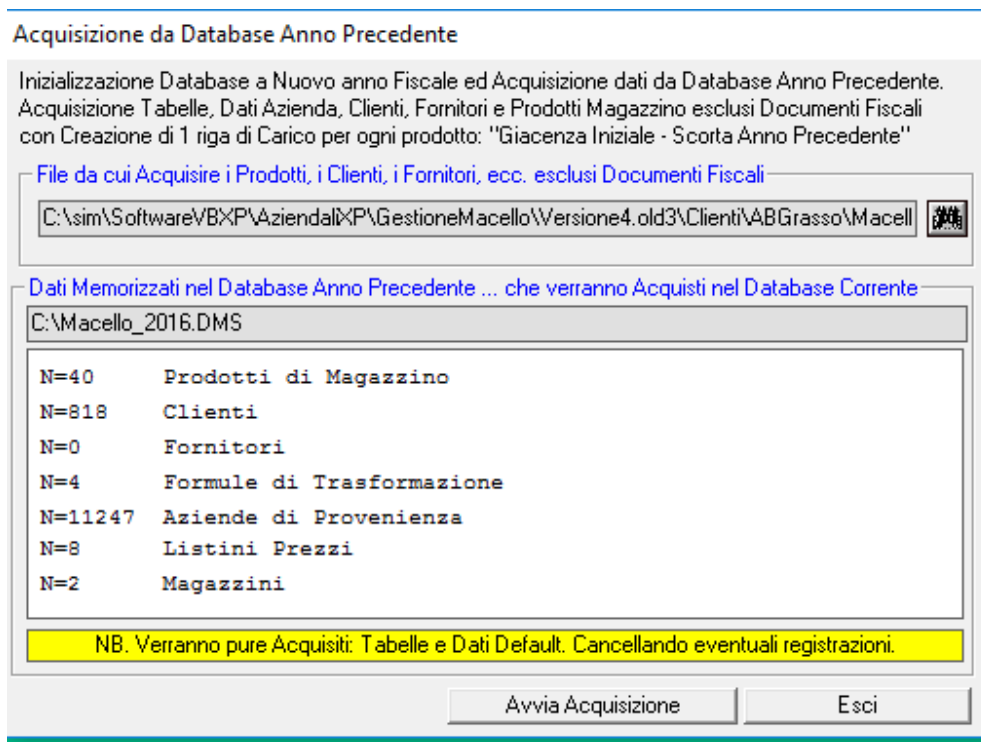 Acquisizione da Database Anno Precedente
Inizializzazione Database a Nuovo anno Fiscale ed Acquisizione dati da Database Anno Precedente.
Acquisizione Tabelle, Dati Azienda, Clienti, Fornitori e Prodotti Magazzino esclusi Documenti Fiscali
con Creazione di 1 riga di Carico per ogni prodotto: "Giacenza Iniziale - Scorta Anno Precedente"
File da cui Acquisire i Prodotti, i Clienti, i Fornitori, ecc. esclusi Documenti Fiscali
C:\sim\SoftwareVBXP\AziendaliXP\GestioneMacello\Versione4.old3\Clienti\ABGrasso\Macell
Dati Memorizzati nel Database Anno Precedente ... che verranno Acquisti nel Database Corrente
C:\Macello_2016.DMS
N=40 Prodotti di Magazzino
N=818 Clienti
N=0 Fornitori
N=4 Formule di Trasformazione
N=11247 Aziende di Provenienza
N=8 Listini Prezzi
N=2 Magazzini
NB. Verranno pure Acquisiti: Tabelle e Dati Default. Cancellando eventuali registrazioni.
Avvia Acquisizione Esci